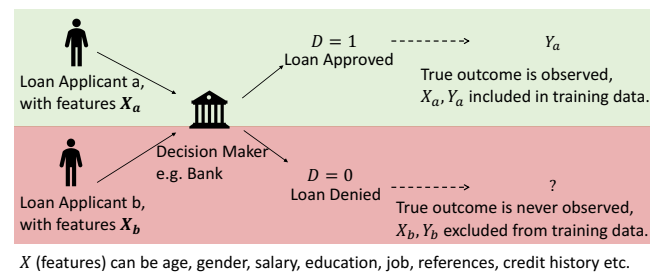 D = 1
Loan Approved
Y_a
Loan Applicant a,
with features X_a
True outcome is observed,
X_a, Y_a included in training data.
Decision Maker
e.g. Bank
D = 0
Loan Denied
?
Loan Applicant b,
with features X_b
True outcome is never observed,
X_b, Y_b excluded from training data.
X (features) can be age, gender, salary, education, job, references, credit history etc.